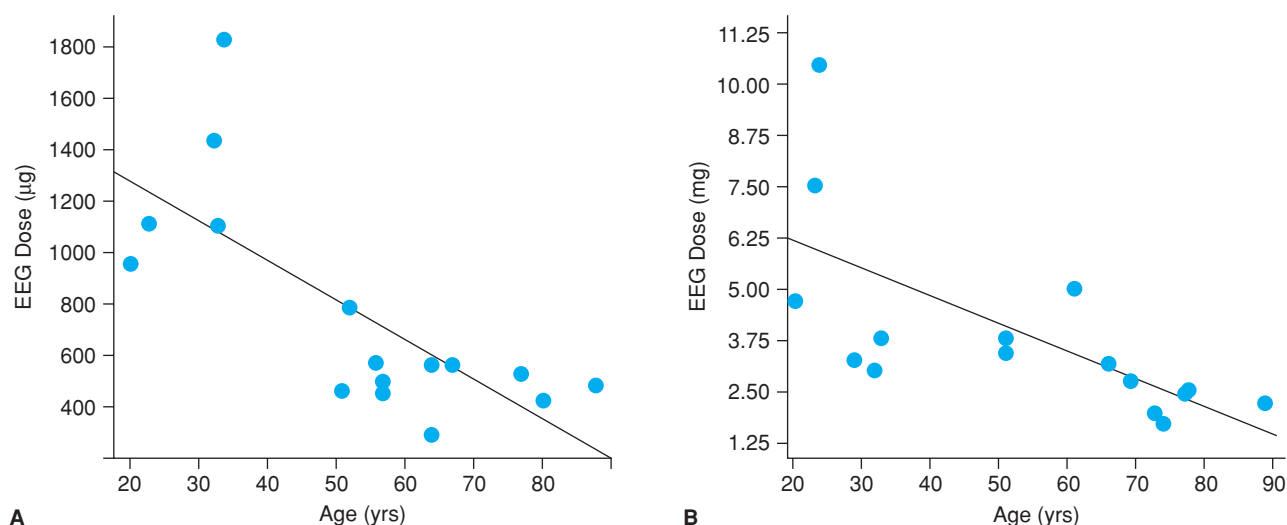 1800
1600
1400
1200
1000
800
600
400
EEG Dose (μg)
20 30 40 50 60 70 80
Age (yrs)
A
11.25
10.00
8.75
7.50
6.25
5.00
3.75
2.50
1.25
EEG Dose (mg)
20 30 40 50 60 70 80 90
Age (yrs)
B